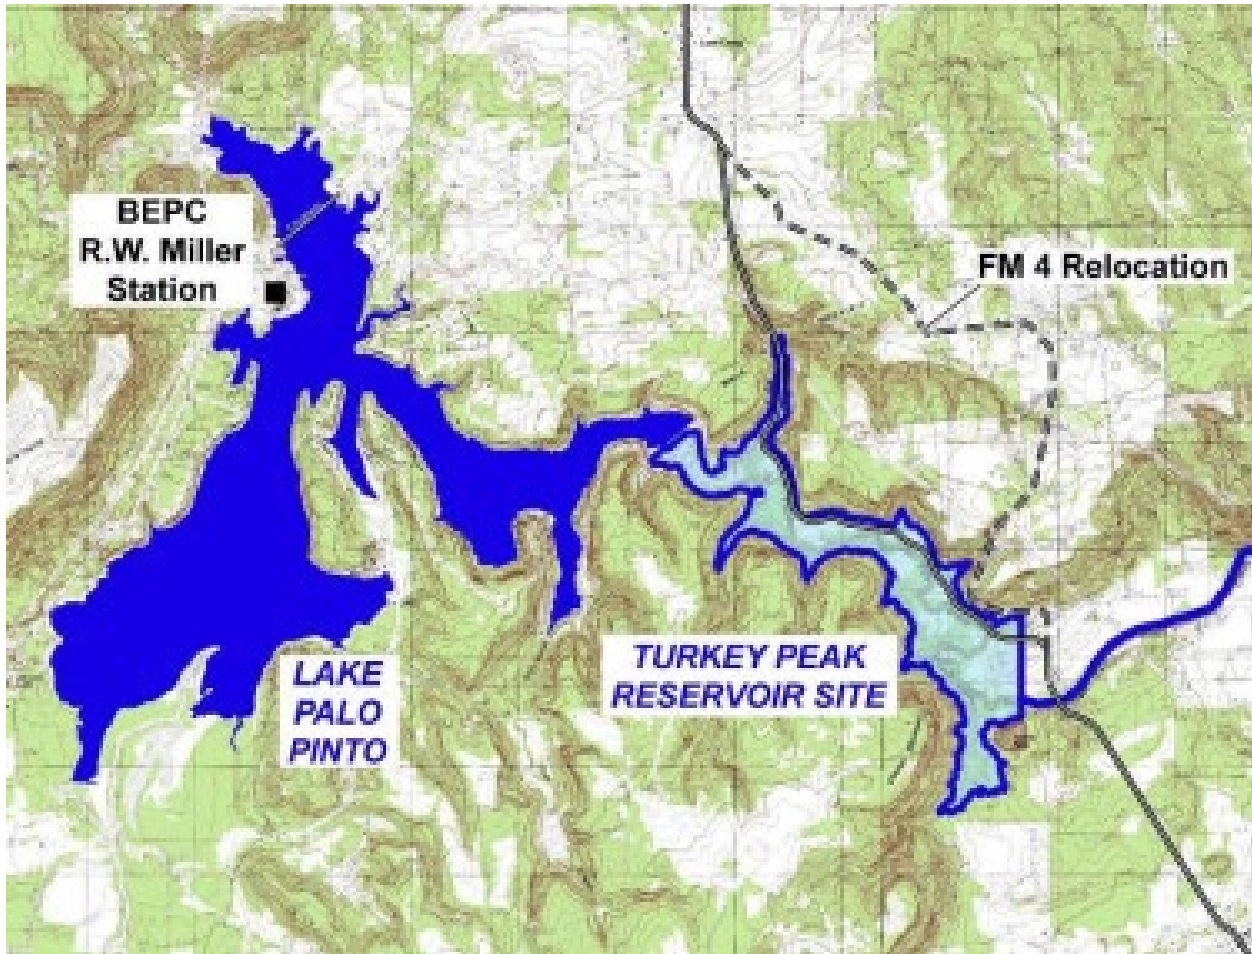 BEPC
R.W. Miller
Station
FM 4 Relocation
LAKE
PALO
PINTO
TURKEY PEAK
RESERVOIR SITE